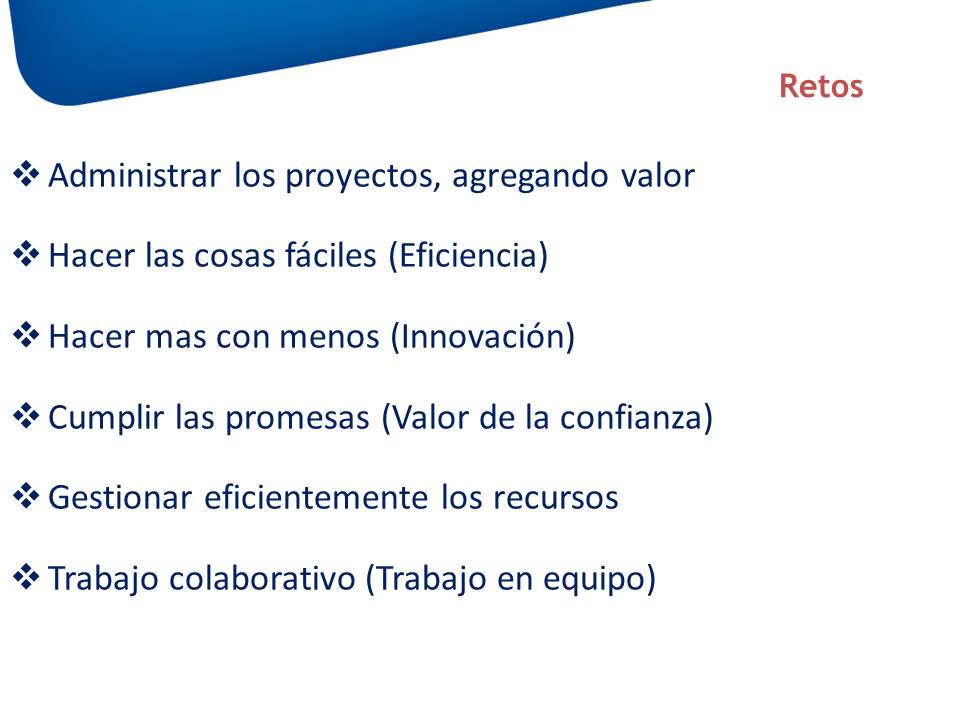 Retos
❖ Administrar los proyectos, agregando valor
❖ Hacer las cosas fáciles (Eficiencia)
❖ Hacer mas con menos (Innovación)
❖ Cumplir las promesas (Valor de la confianza)
❖ Gestionar eficientemente los recursos
❖ Trabajo colaborativo (Trabajo en equipo)